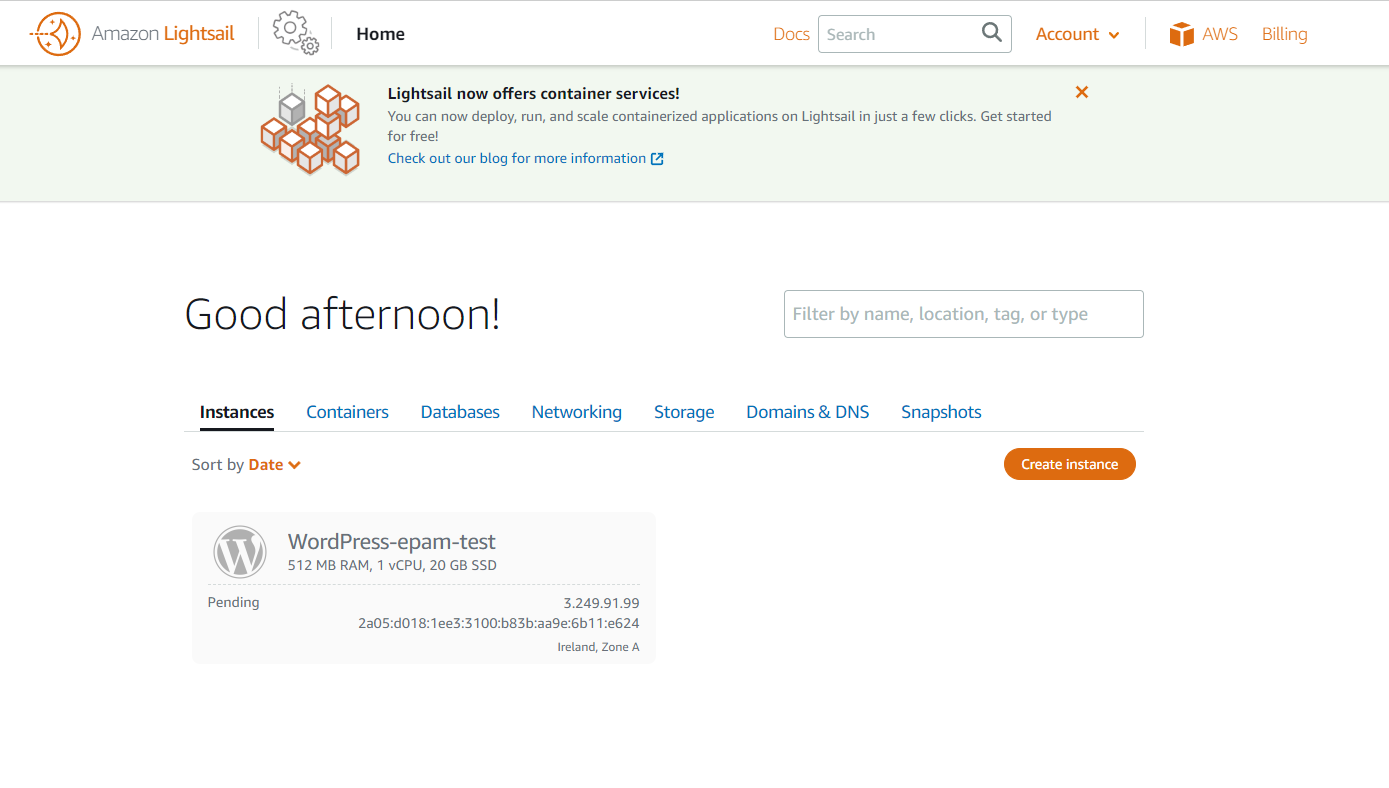 Amazon Lightsail Home Docs Search Account AWS Billing
Lightsail now offers container services!
You can now deploy, run, and scale containerized applications on Lightsail in just a few clicks. Get started
for free!
Check out our blog for more information
Good afternoon!
Filter by name, location, tag, or type
Instances Containers Databases Networking Storage Domains & DNS Snapshots
Sort by Date Create instance
WordPress-epam-test
512 MB RAM, 1 vCPU, 20 GB SSD
Pending 3.249.91.99
2a05:d018:1ee3:3100:b83b:aa9e:6b11:e624
Ireland, Zone A